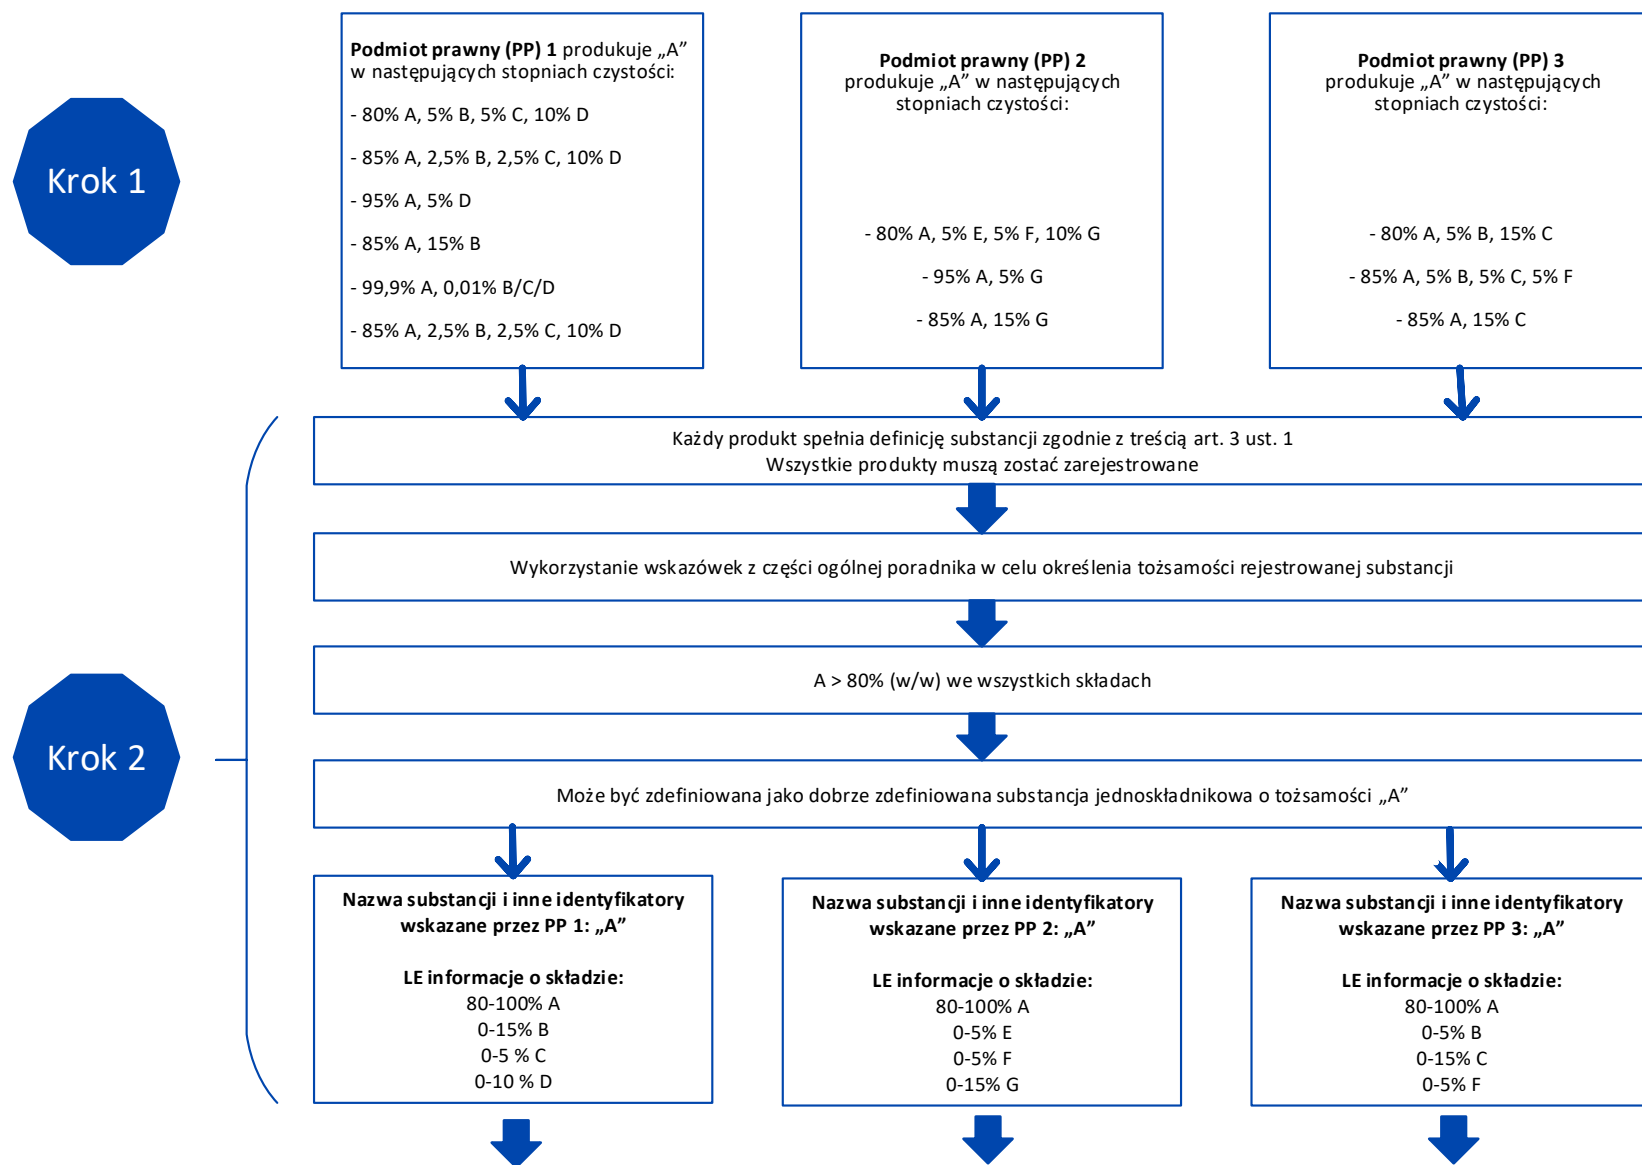 Krok 1
Podmiot prawny (PP) 1 produkuje „A”
w następujących stopniach czystości:
- 80% A, 5% B, 5% C, 10% D
- 85% A, 2,5% B, 2,5% C, 10% D
- 95% A, 5% D
- 85% A, 15% B
- 99,9% A, 0,01% B/C/D
- 85% A, 2,5% B, 2,5% C, 10% D
Podmiot prawny (PP) 2
produkuje „A” w następujących
stopniach czystości:
- 80% A, 5% E, 5% F, 10% G
- 95% A, 5% G
- 85% A, 15% G
Podmiot prawny (PP) 3
produkuje „A” w następujących
stopniach czystości:
- 80% A, 5% B, 15% C
- 85% A, 5% B, 5% C, 5% F
- 85% A, 15% C
Krok 2
Każdy produkt spełnia definicję substancji zgodnie z treścią art. 3 ust. 1
Wszystkie produkty muszą zostać zarejestrowane
Wykorzystanie wskazówek z części ogólnej poradnika w celu określenia tożsamości rejestrowanej substancji
A > 80% (w/w) we wszystkich składach
Może być zdefiniowana jako dobrze zdefiniowana substancja jednoskładnikowa o tożsamości „A”
Nazwa substancji i inne identyfikatory
wskazane przez PP 1: „A”
LE informacje o składzie:
80-100% A
0-15% B
0-5 % C
0-10 % D
Nazwa substancji i inne identyfikatory
wskazane przez PP 2: „A”
LE informacje o składzie:
80-100% A
0-5% E
0-5% F
0-15% G
Nazwa substancji i inne identyfikatory
wskazane przez PP 3: „A”
LE informacje o składzie:
80-100% A
0-5% B
0-15% C
0-5% F